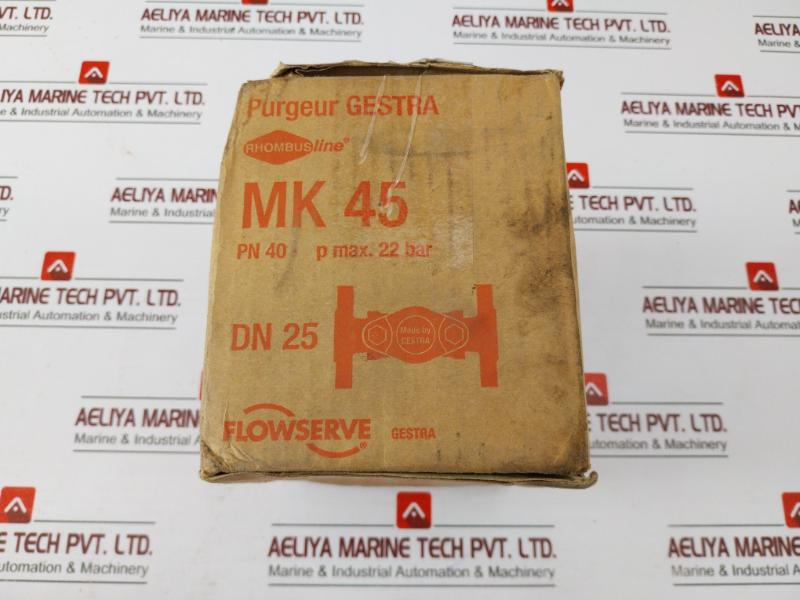 Purgeur GESTRA
RHOMBUSline®
MK 45
PN 40 p max. 22 bar
DN 25
Made by
GESTRA
FLOWSERVE®
GESTRA
AELIYA MARINE TECH PVT. LTD.
Marine & Industrial Automation & Machinery